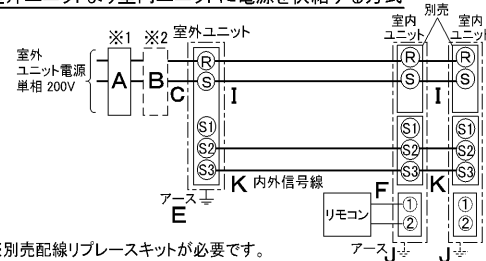 外ユニットより室内ユニットに電源を供給する方式
別売
※1 ※2 室外ユニット 室内 室内
ユニット ユニット
室外
ユニット電源
単相 200V
A B C R S I R S I R S
S1 S2 S3 S1 S2 S3 S1 S2 S3
K 内外信号線 K
アース
E
F
リモコン ① ② ① ②
アース J J
別売配線リプレースキットが必要です。